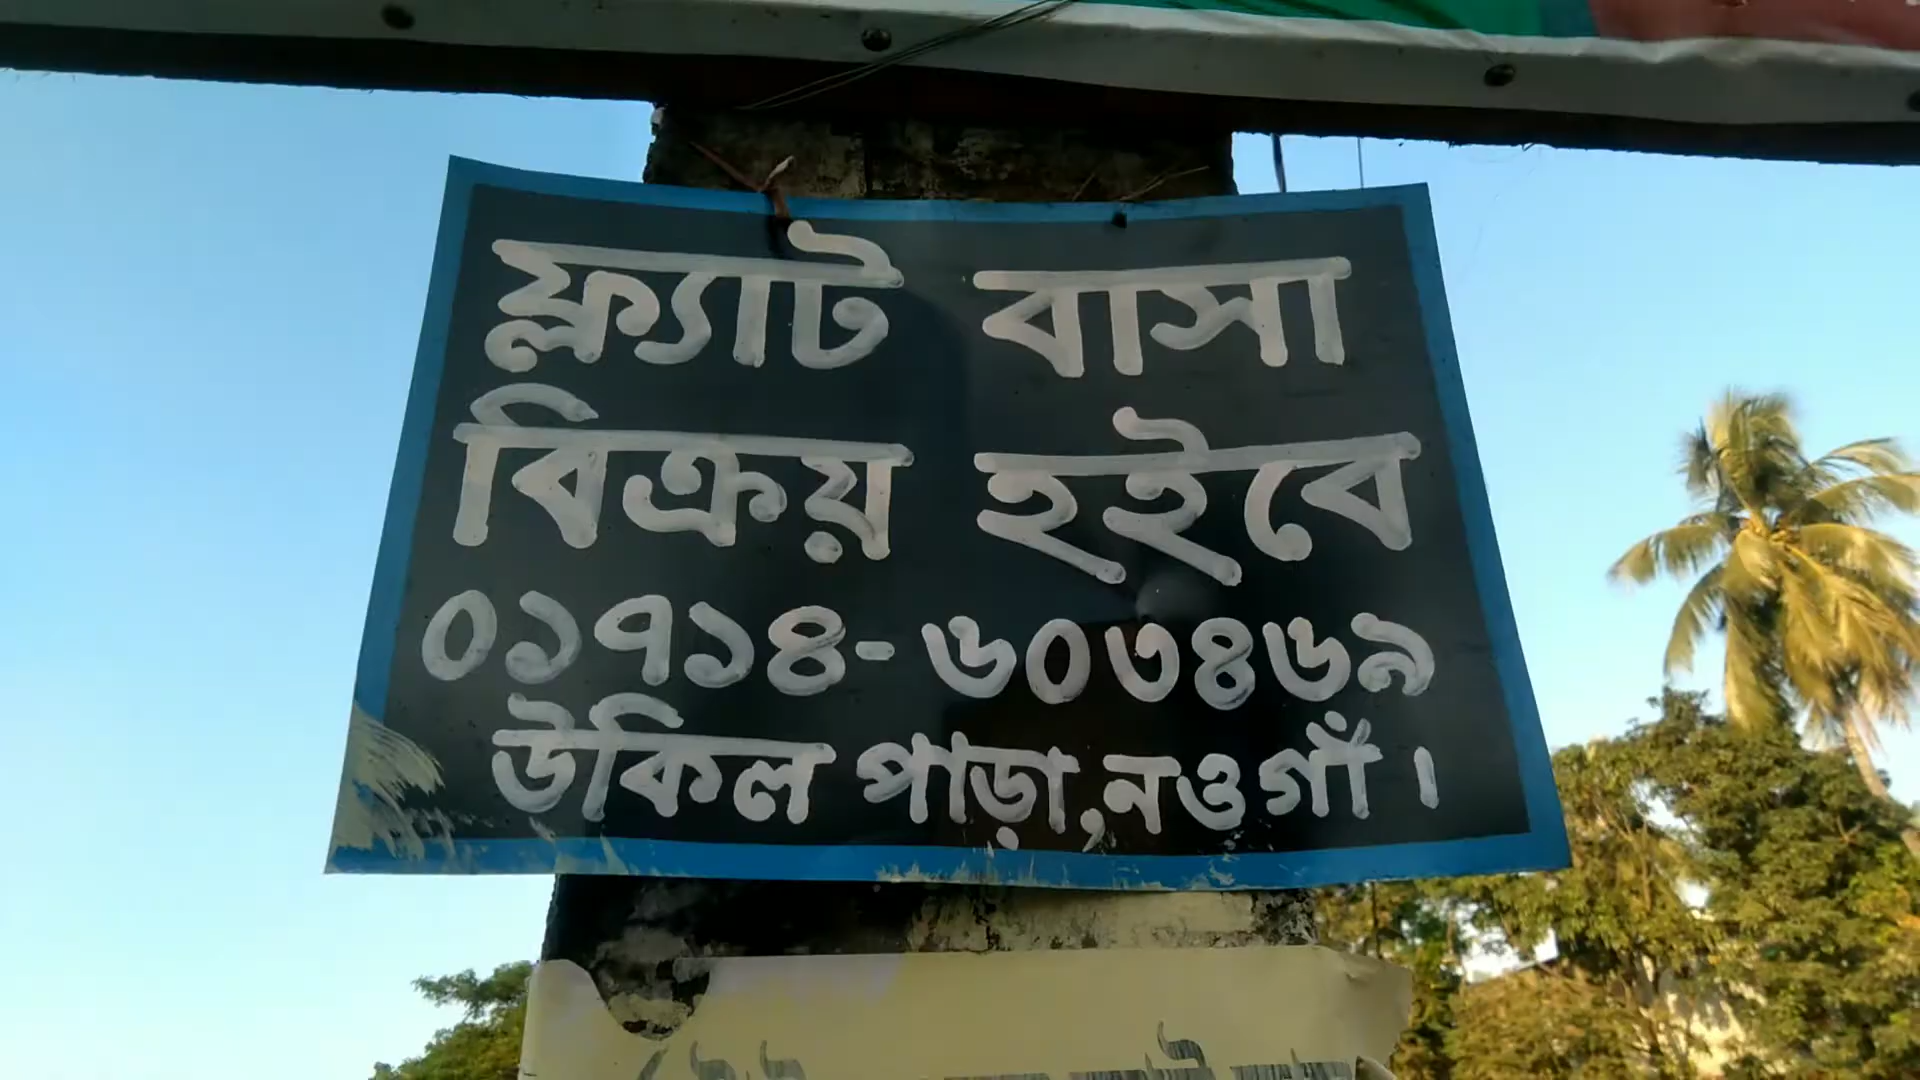 ফ্ল্যাট বাসা
বিক্রয় হইবে
০১৭১৪-৬০৩৪৬৯
উকিল পাড়া,নওগাঁ।